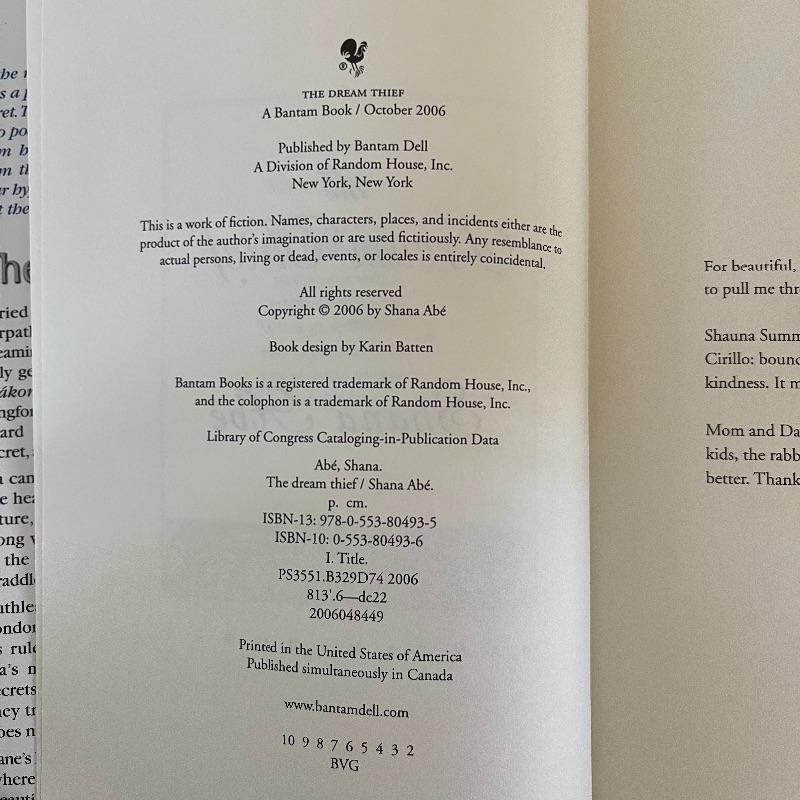 ®
THE DREAM THIEF
A Bantam Book / October 2006
Published by Bantam Dell
A Division of Random House, Inc.
New York, New York
This is a work of fiction. Names, characters, places, and incidents either are the
product of the author's imagination or are used fictitiously. Any resemblance to
actual persons, living or dead, events, or locales is entirely coincidental.
All rights reserved
Copyright © 2006 by Shana Abé
Book design by Karin Batten
Bantam Books is a registered trademark of Random House, Inc.,
and the colophon is a trademark of Random House, Inc.
Library of Congress Cataloging-in-Publication Data
Abé, Shana.
The dream thief / Shana Abé.
p. cm.
ISBN-13: 978-0-553-80493-5
ISBN-10: 0-553-80493-6
I. Title.
PS3551.B329D74 2006
813'.6—dc22
2006048449
Printed in the United States of America
Published simultaneously in Canada
www.bantamdell.com
10 9 8 7 6 5 4 3 2
BVG
For beautiful,
to pull me
Shauna
Cirillo:
kindness. It
Mom and
kids, the
better.